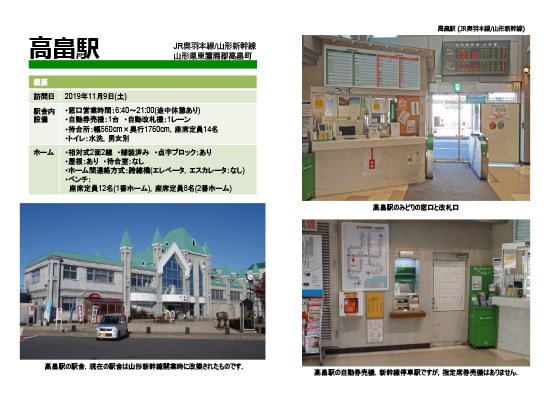 高畠駅
JR奥羽本線/山形新幹線
山形県東置賜郡高畠町
概要
訪問日
2019年11月9日(土)
駅舎内
設備
・窓口営業時間:6:40~21:00(途中休憩あり)
・自動券売機:1台 ・自動改札機:1レーン
・待合所:幅560cm×奥行1760cm, 座席定員14名
・トイレ:水洗, 男女別
ホーム
・相対式2面2線 ・舗装済み ・点字ブロック:あり
・屋根:あり ・待合室:なし
・ホーム間連絡方式:跨線橋(エレベータ, エスカレータ:なし)
・ベンチ:
座席定員12名(1番ホーム), 座席定員8名(2番ホーム)
高畠駅の駅舎. 現在の駅舎は山形新幹線開業時に改築されたものです.
高畠駅 (JR奥羽本線/山形新幹線)
高畠駅のみどりの窓口と改札口
高畠駅の自動券売機. 新幹線停車駅ですが, 指定席券売機はありません.